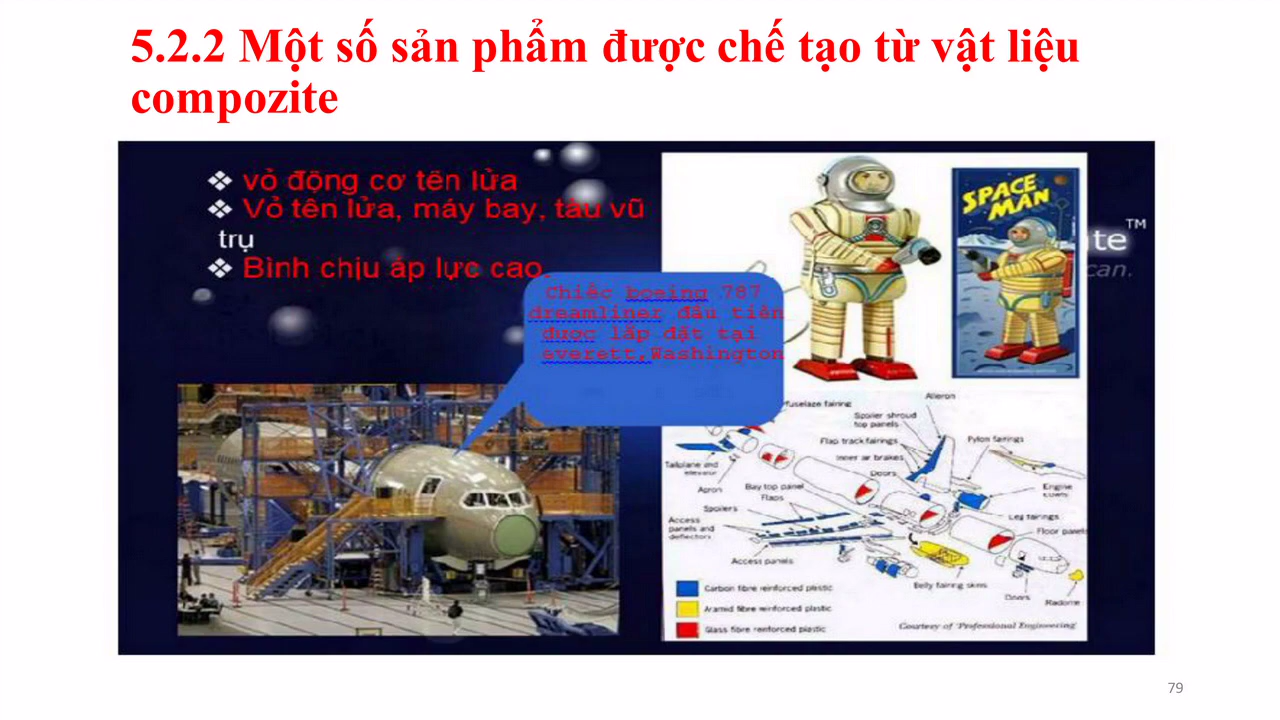 5.2.2 Một số sản phẩm được chế tạo từ vật liệu
compozite
❖ vỏ động cơ tên lửa
❖ Vỏ tên lửa, máy bay, tàu vũ
trụ
❖ Bình chịu áp lực cao.
Chiếc boeing 787
dreamliner đầu tiên
được lắp đặt tại
everett,Washington
SPACE
MAN
te™
can.
fuselage fairing
Aileron
Spoiler shroud
top panels
Flap track fairings
Pylon fairings
Inner air brakes
Doors
Tailplane and
elevator
Apron
Bay top panel
Flaps
Engine
cowls
Spoilers
Leg fairings
Access
panels and
deflectors
Floor panels
Access panels
Belly fairing skins
Doors
Radome
Carbon fibre reinforced plastic
Aramid fibre reinforced plastic
Glass fibre reinforced plastic
Courtesy of 'Professional Engineering'
79